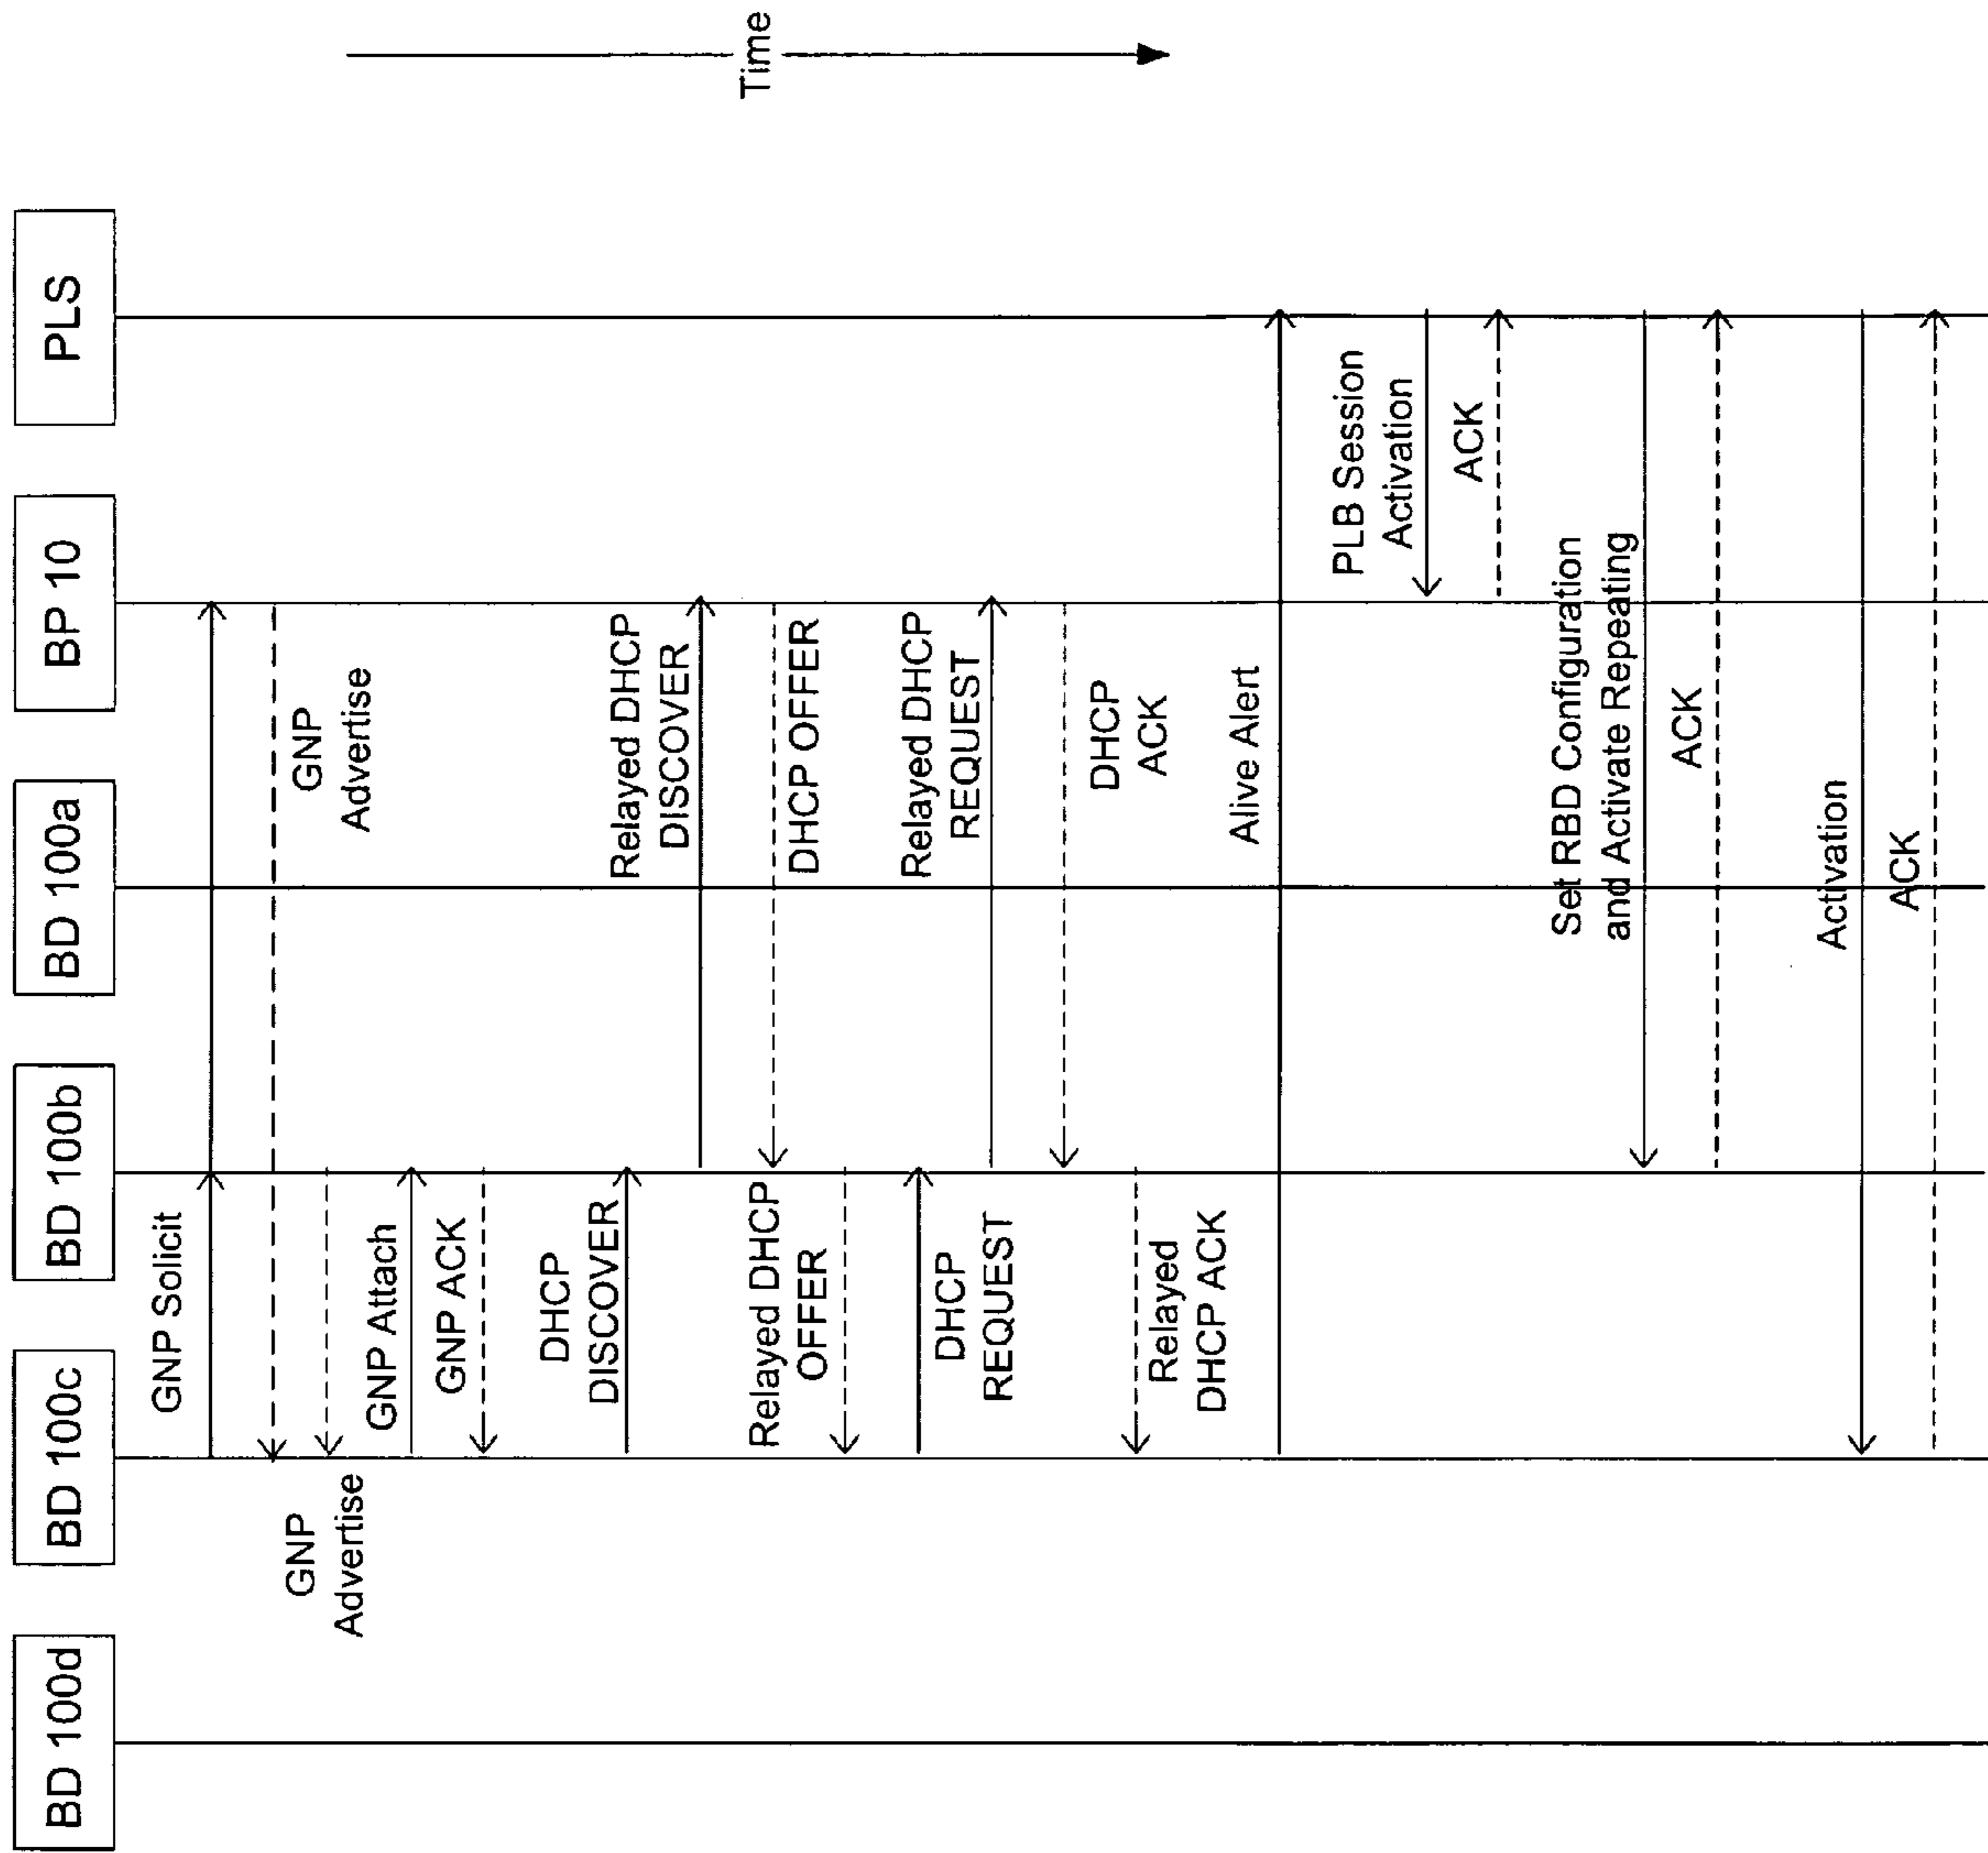 BD 100d
BD 100c
BD 100b
BD 100a
BP 10
PLS
Time
GNP Solicit
GNP
Advertise
GNP
Advertise
GNP Attach
GNP ACK
DHCP
DISCOVER
Relayed DHCP
DISCOVER
DHCP OFFER
Relayed DHCP
OFFER
DHCP
REQUEST
Relayed DHCP
REQUEST
DHCP
ACK
Relayed
DHCP ACK
Alive Alert
PLB Session
Activation
ACK
Set RBD Configuration
and Activate Repeating
ACK
Activation
ACK